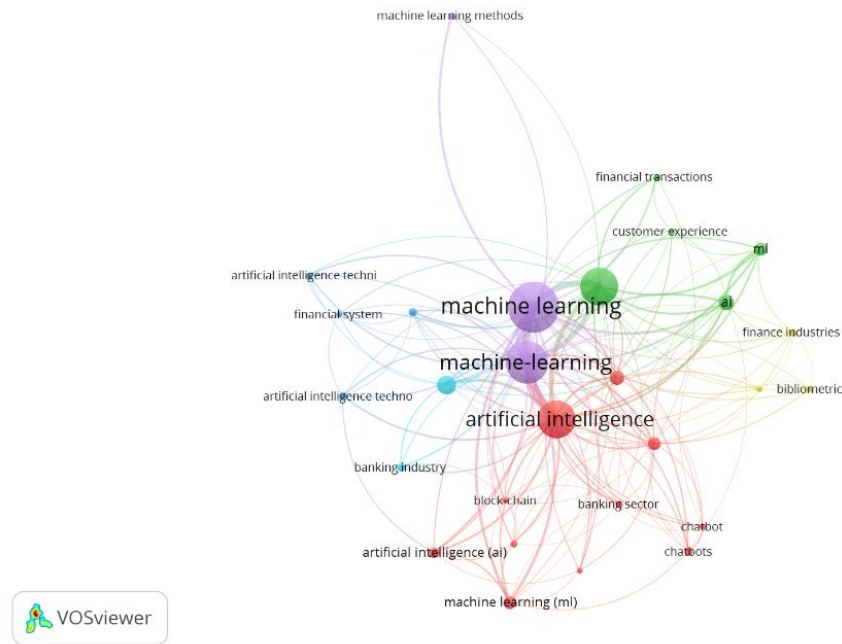 machine learning methods
financial transactions
customer experience
ml
artificial intelligence techni
ai
machine learning
financial system
finance industries
machine-learning
bibliometric
artificial intelligence techno
artificial intelligence
banking industry
block-chain
banking sector
chatbot
artificial intelligence (ai)
chatbots
machine learning (ml)
VOSviewer